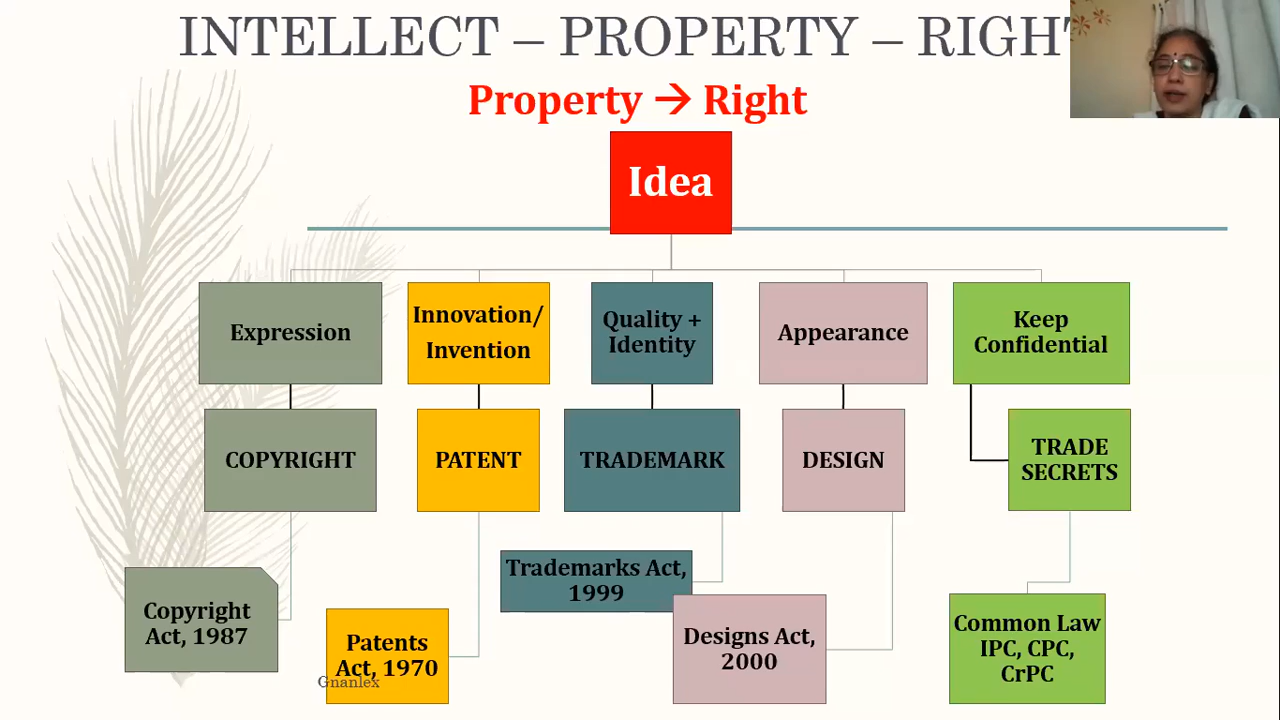 INTELLECT – PROPERTY – RIGHT
Property → Right
Idea
Expression
Innovation/
Invention
Quality +
Identity
Appearance
Keep
Confidential
COPYRIGHT
PATENT
TRADEMARK
DESIGN
TRADE
SECRETS
Copyright
Act, 1987
Patents
Act, 1970
Trademarks Act,
1999
Designs Act,
2000
Common Law
IPC, CPC,
CrPC
Gnanlex